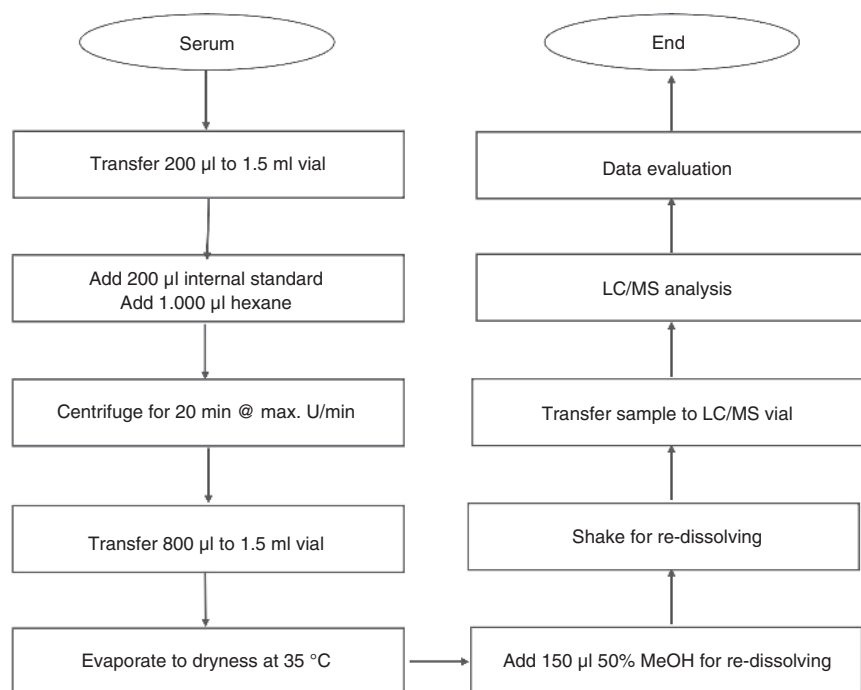 Serum
Transfer 200 µl to 1.5 ml vial
Add 200 µl internal standard
Add 1.000 µl hexane
Centrifuge for 20 min @ max. U/min
Transfer 800 µl to 1.5 ml vial
Evaporate to dryness at 35 °C
Add 150 µl 50% MeOH for re-dissolving
Shake for re-dissolving
Transfer sample to LC/MS vial
LC/MS analysis
Data evaluation
End